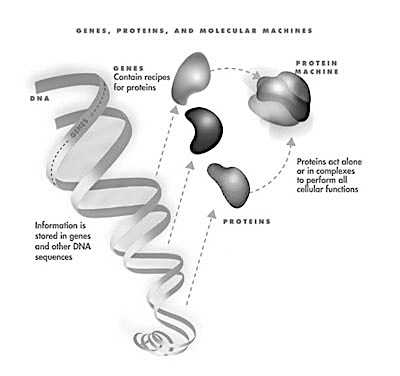 GENES, PROTEINS, AND MOLECULAR MACHINES
GENES
Contain recipes
for proteins
PROTEIN
MACHINE
DNA
GENES
Proteins act alone
or in complexes
to perform all
cellular functions
PROTEINS
Information is
stored in genes
and other DNA
sequences